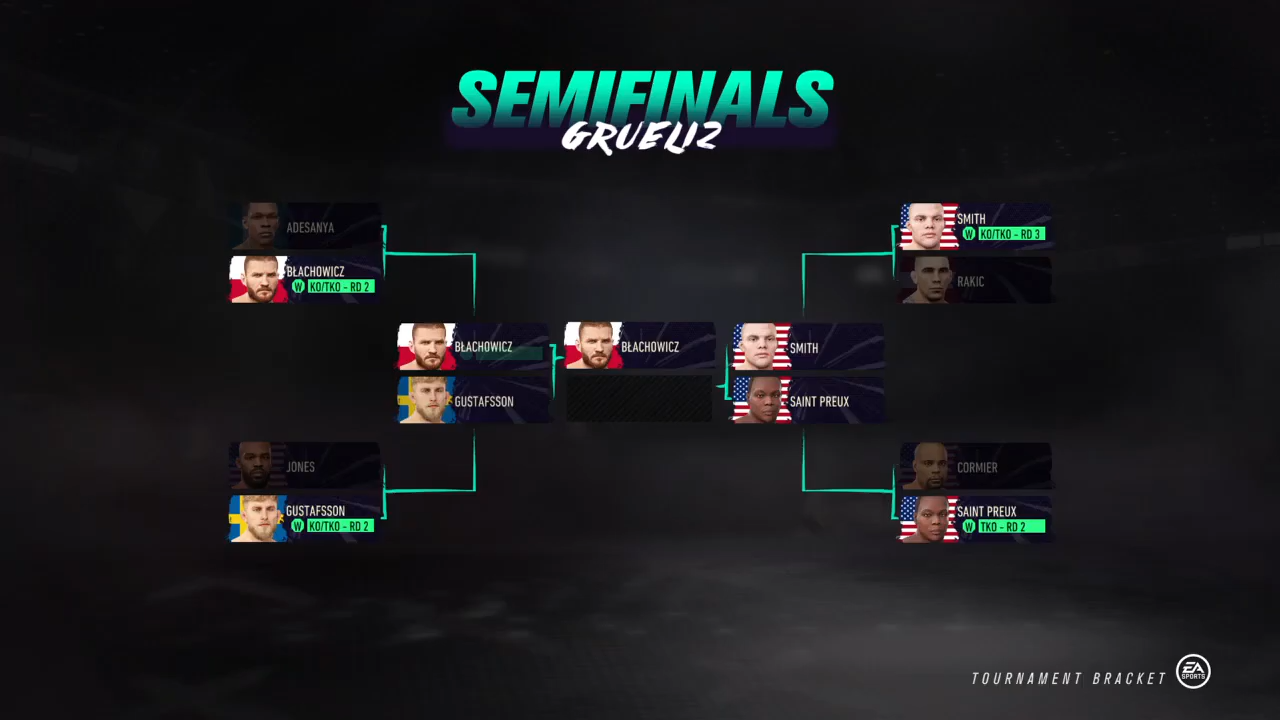 SEMIFINALS
GRUELIZ
ADESANYA
BŁACHOWICZ
W KO/TKO - RD 2
JONES
GUSTAFSSON
W KO/TKO - RD 2
BŁACHOWICZ
GUSTAFSSON
BŁACHOWICZ
SMITH
SAINT PREUX
SMITH
W KO/TKO - RD 3
RAKIC
CORMIER
SAINT PREUX
W TKO - RD 2
TOURNAMENT BRACKET
EA
SPORTS